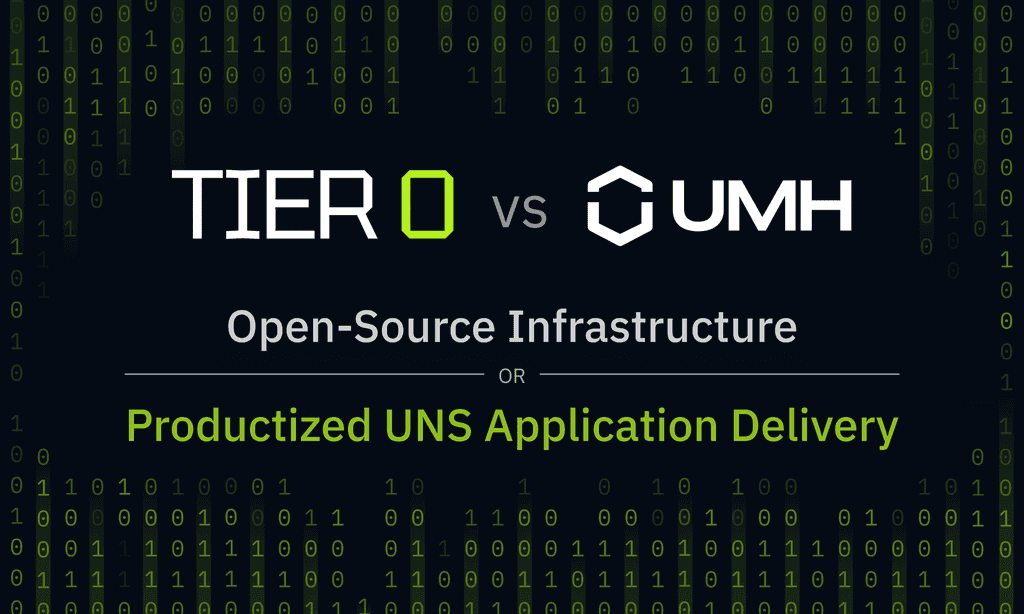 TIER 0 vs UMH
Open-Source Infrastructure
OR
Productized UNS Application Delivery